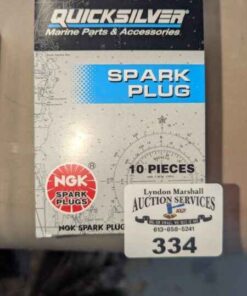 QUICKSILVER
Marine Parts & Accessories
SPARK
PLUG
10 PIECES
NGK
SPARK
PLUGS
®
NGK SPARK PLUG
Lyndon Marshall
AUCTION SERVICES
613-658-5241
334